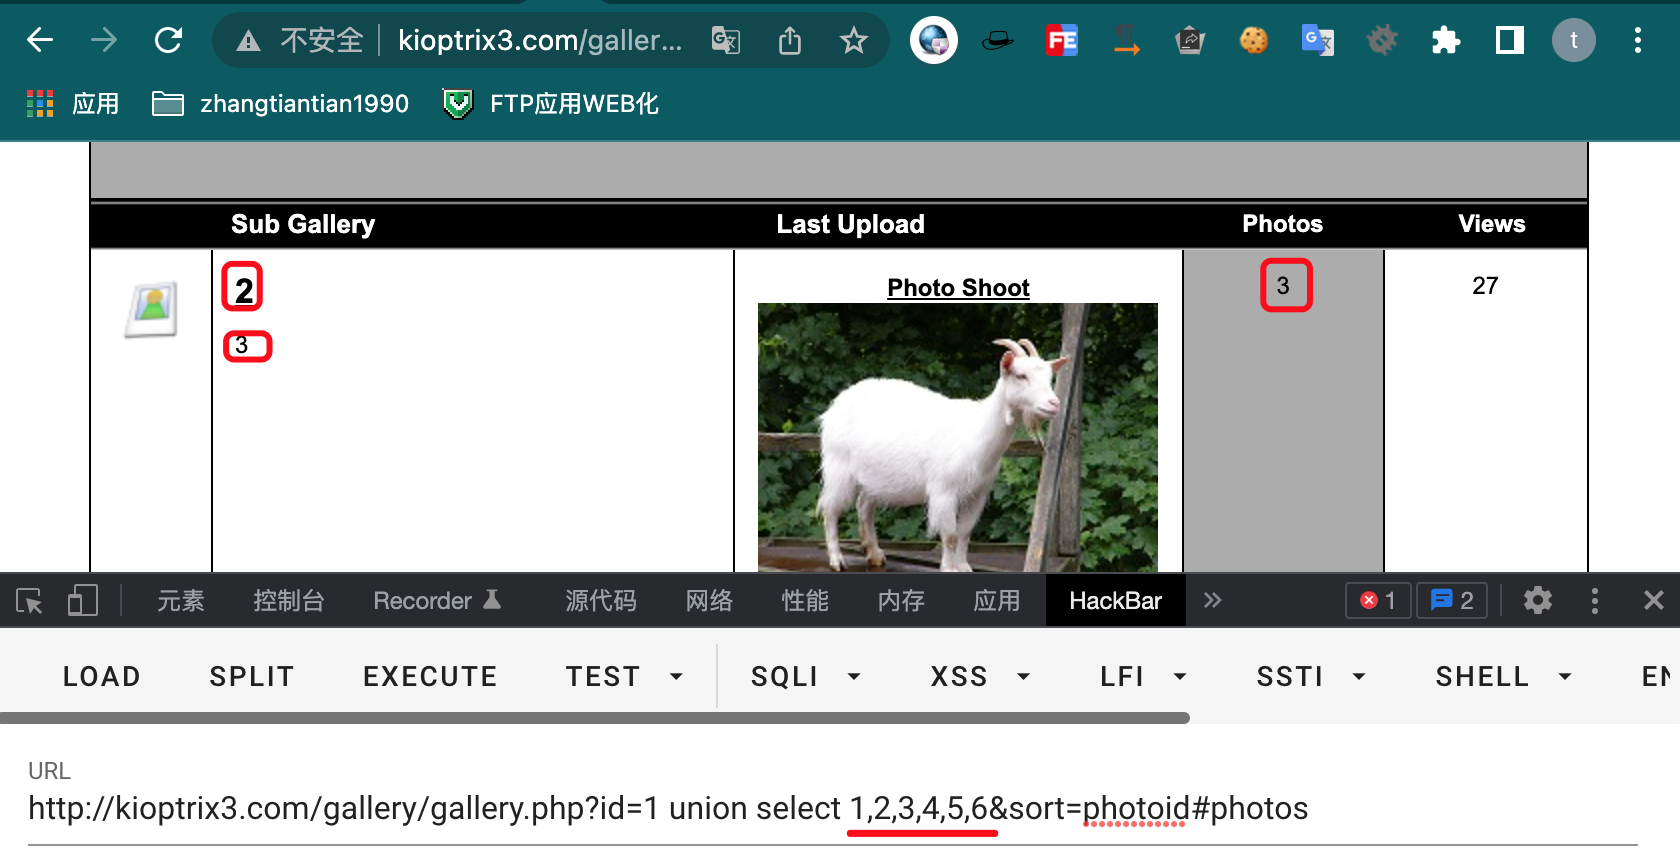 不安全 kioptrix3.com/galler...
t
应用 zhangtiantian1990 FTP应用WEB化
Sub Gallery Last Upload Photos Views
2 Photo Shoot 3 27
3
元素 控制台 Recorder 源代码 网络 性能 内存 应用 HackBar 1 2
LOAD SPLIT EXECUTE TEST SQLI XSS LFI SSTI SHELL EN
URL
http://kioptrix3.com/gallery/gallery.php?id=1 union select 1,2,3,4,5,6&sort=photoid#photos